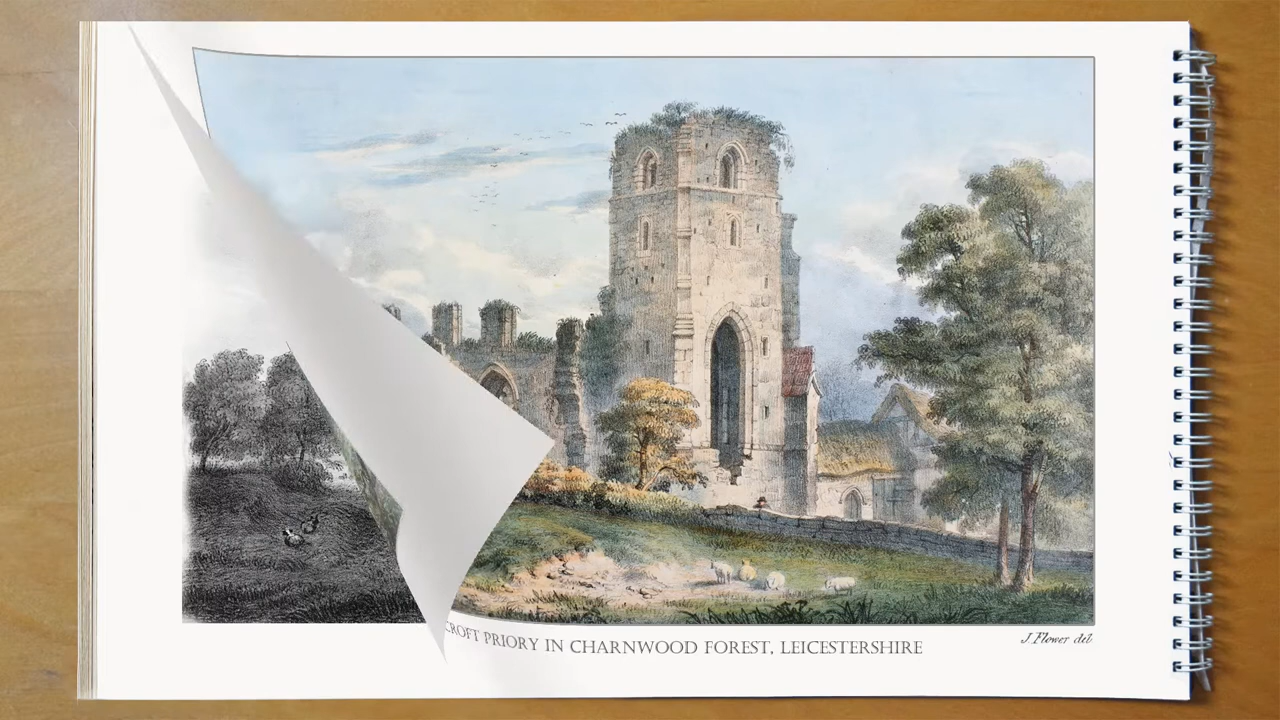 CROFT PRIORY IN CHARNWOOD FOREST, LEICESTERSHIRE
J. Flower del